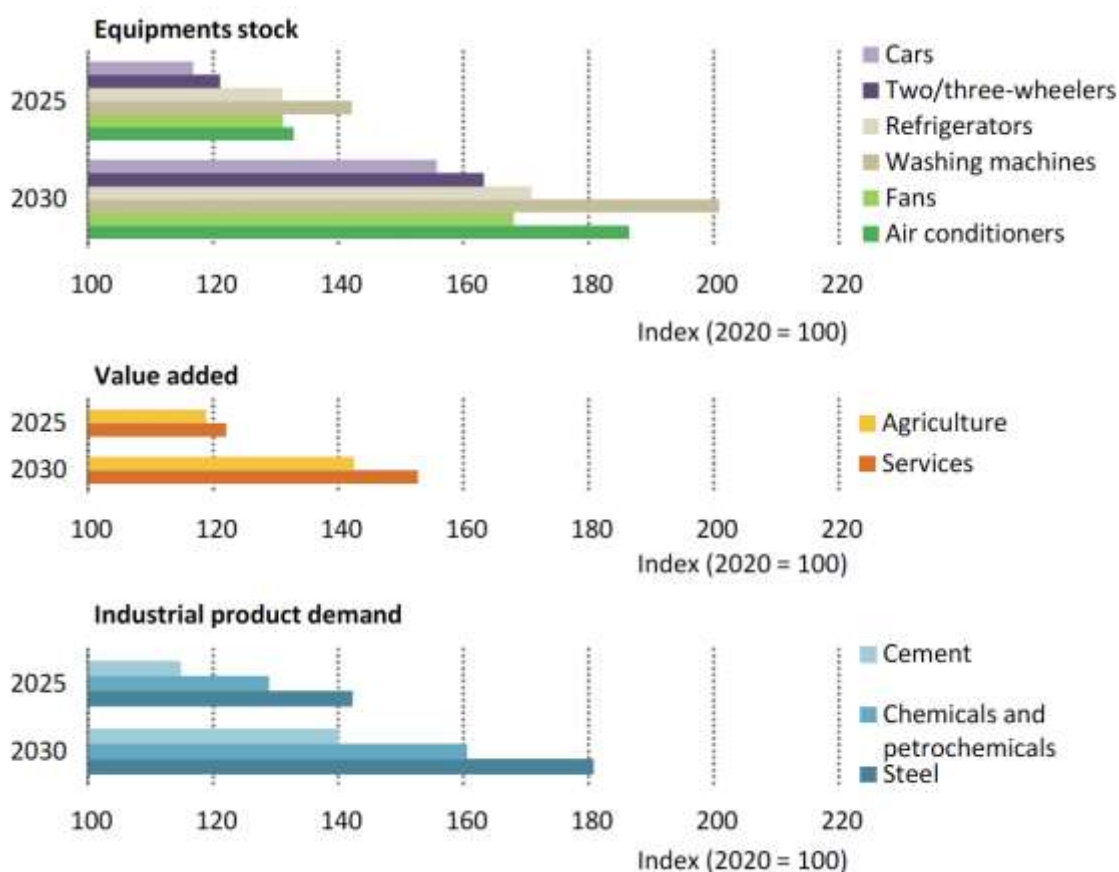 Equipments stock
Cars
2025
Two/three-wheelers
Refrigerators
Washing machines
2030
Fans
Air conditioners
100 120 140 160 180 200 220
Index (2020 = 100)
Value added
2025
Agriculture
2030
Services
100 120 140 160 180 200 220
Index (2020 = 100)
Industrial product demand
Cement
2025
Chemicals and
petrochemicals
2030
Steel
100 120 140 160 180 200 220
Index (2020 = 100)